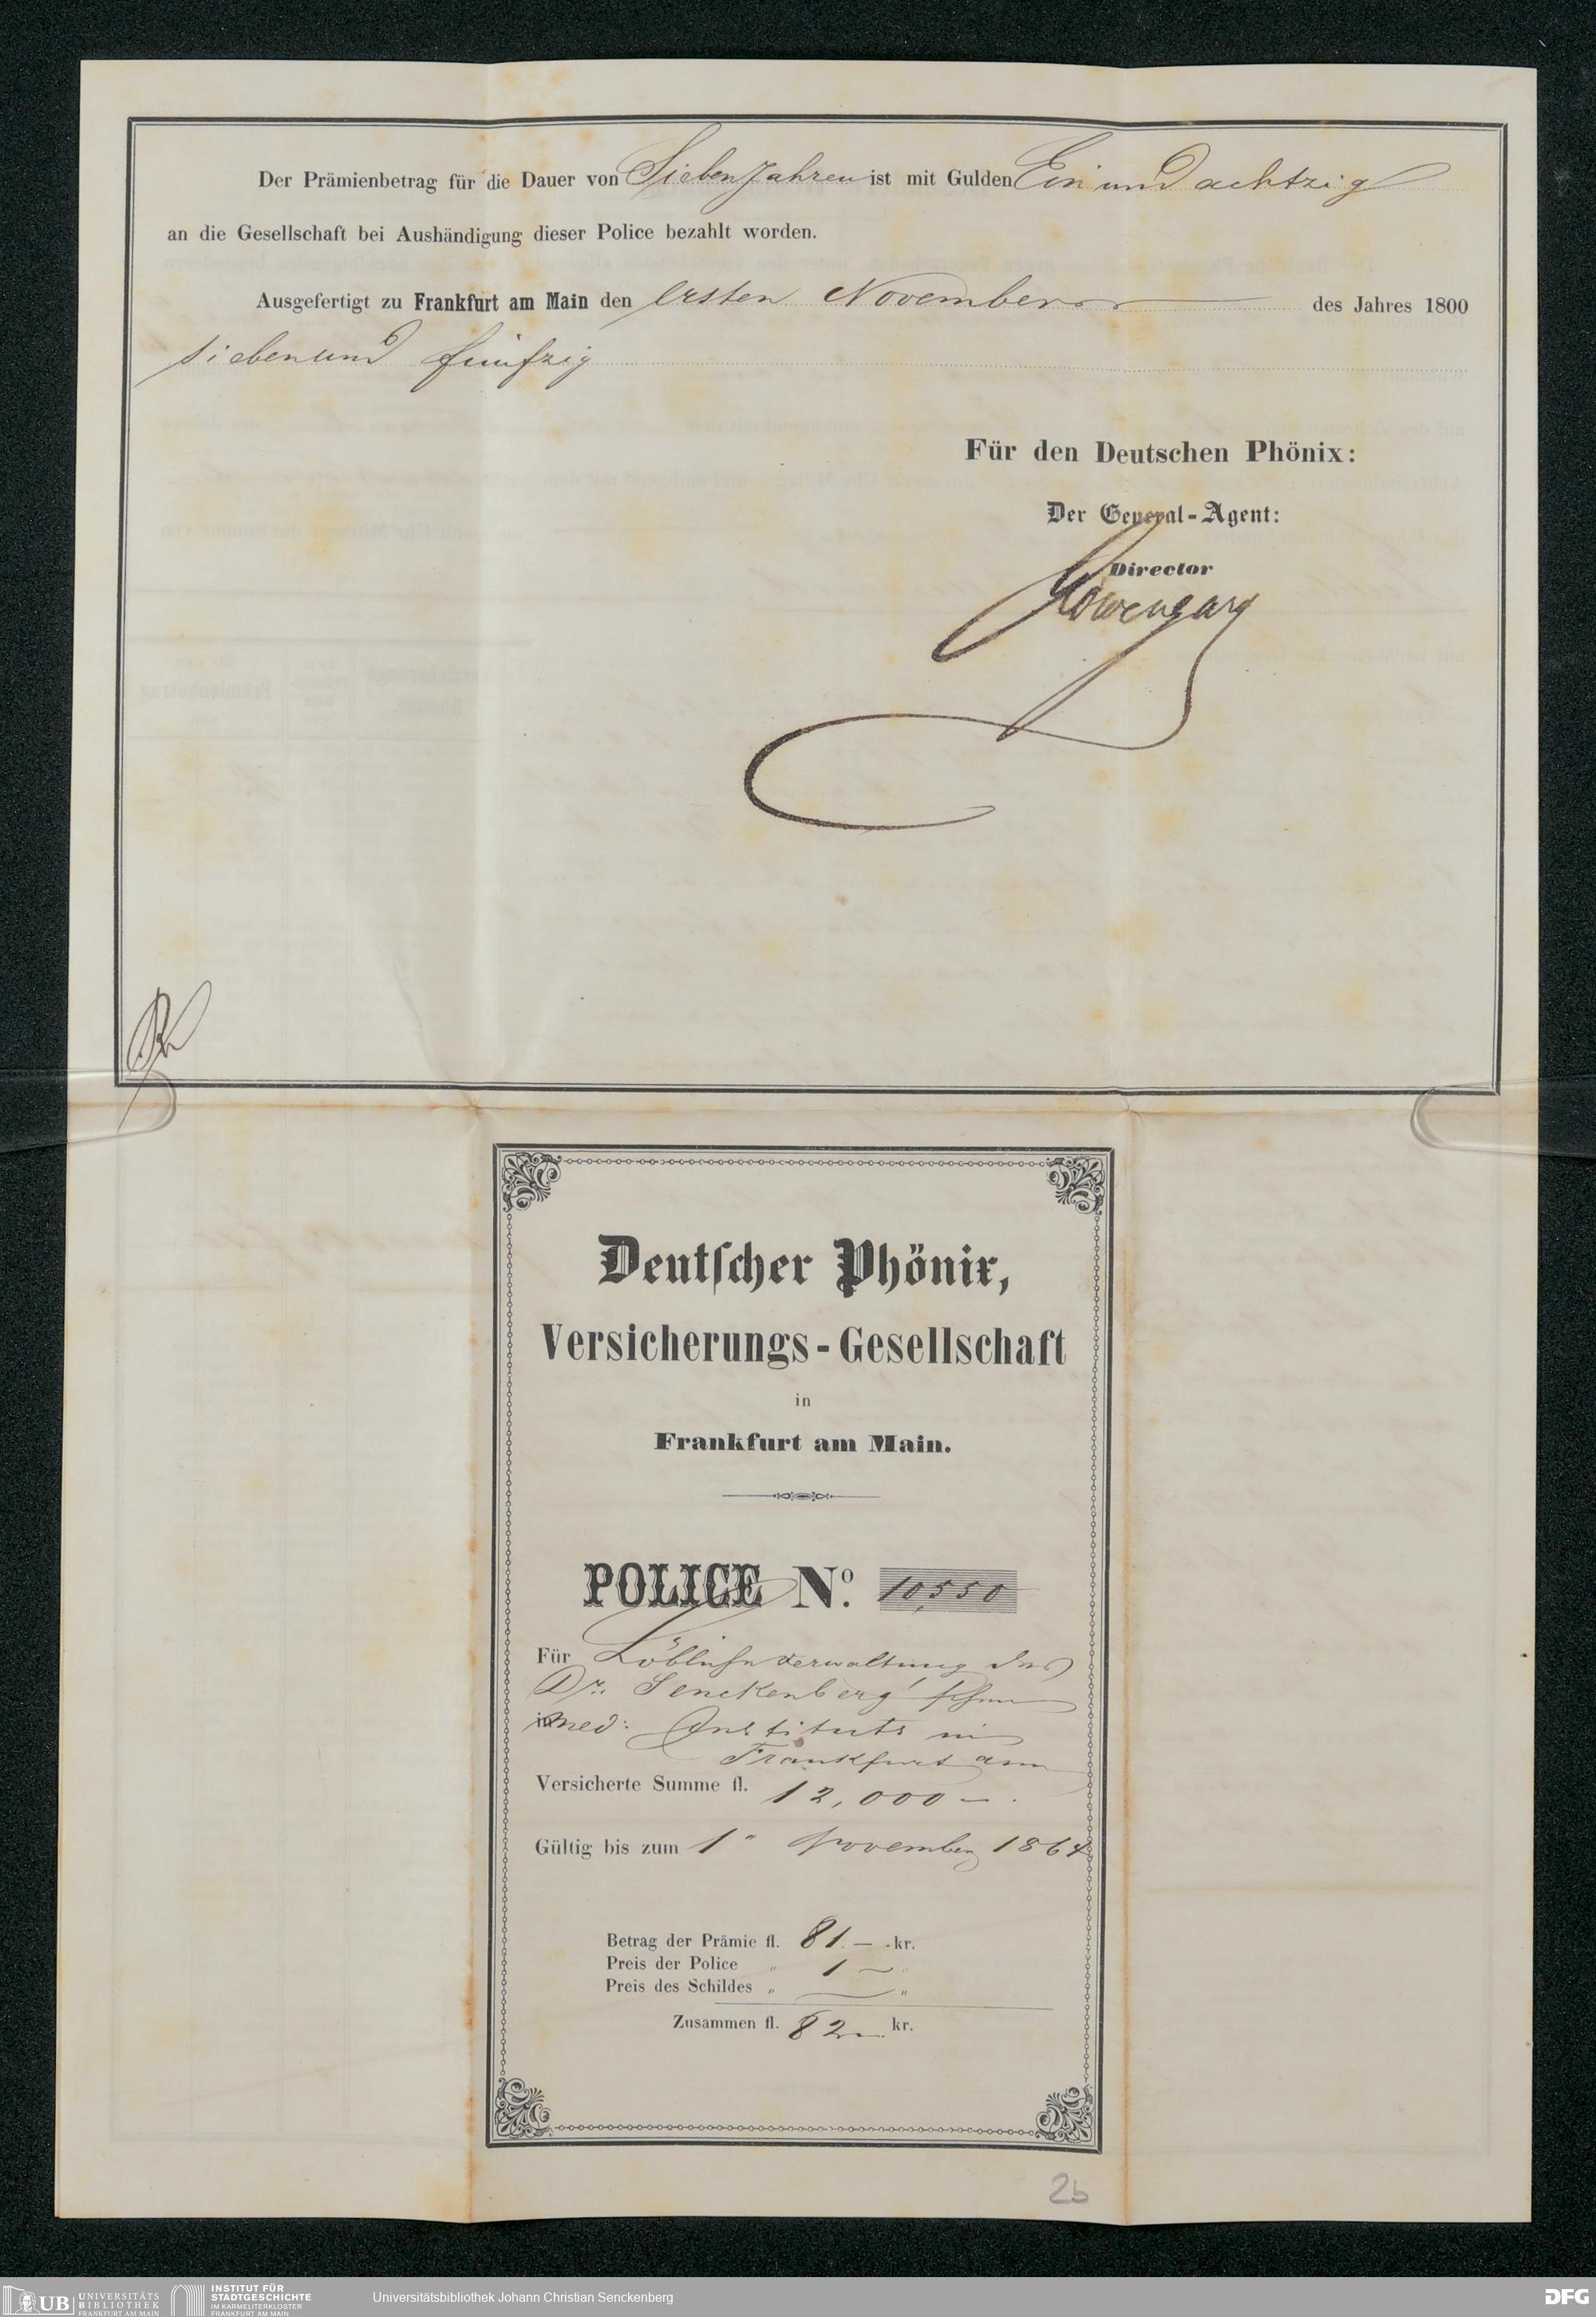 Der Prämienbetrag für die Dauer von Sieben Jahren ist mit Gulden Ein und achtzig
an die Gesellschaft bei Aushändigung dieser Police bezahlt worden.
Ausgefertigt zu Frankfurt am Main den ersten November des Jahres 1800
sieben und fünfzig
Für den Deutschen Phönix:
Der General-Agent:
Director
Löwengard
Deutscher Phönix,
Versicherungs-Gesellschaft
in
Frankfurt am Main.
POLICE No. 10,550
Für Löbliche Verwaltung des
Dr. Senckenberg'schen
med: Instituts in
Frankfurt a/m
Versicherte Summe fl. 12,000 –.
Gültig bis zum 1" November 1864
Betrag der Prämie fl. 81. – kr.
Preis der Police " 1 – "
Preis des Schildes " — "
Zusammen fl. 82 – kr.
2b
UB UNIVERSITÄTS
BIBLIOTHEK
FRANKFURT AM MAIN
INSTITUT FÜR
STADTGESCHICHTE
IM KARMELITERKLOSTER
FRANKFURT AM MAIN
Universitätsbibliothek Johann Christian Senckenberg
DFG